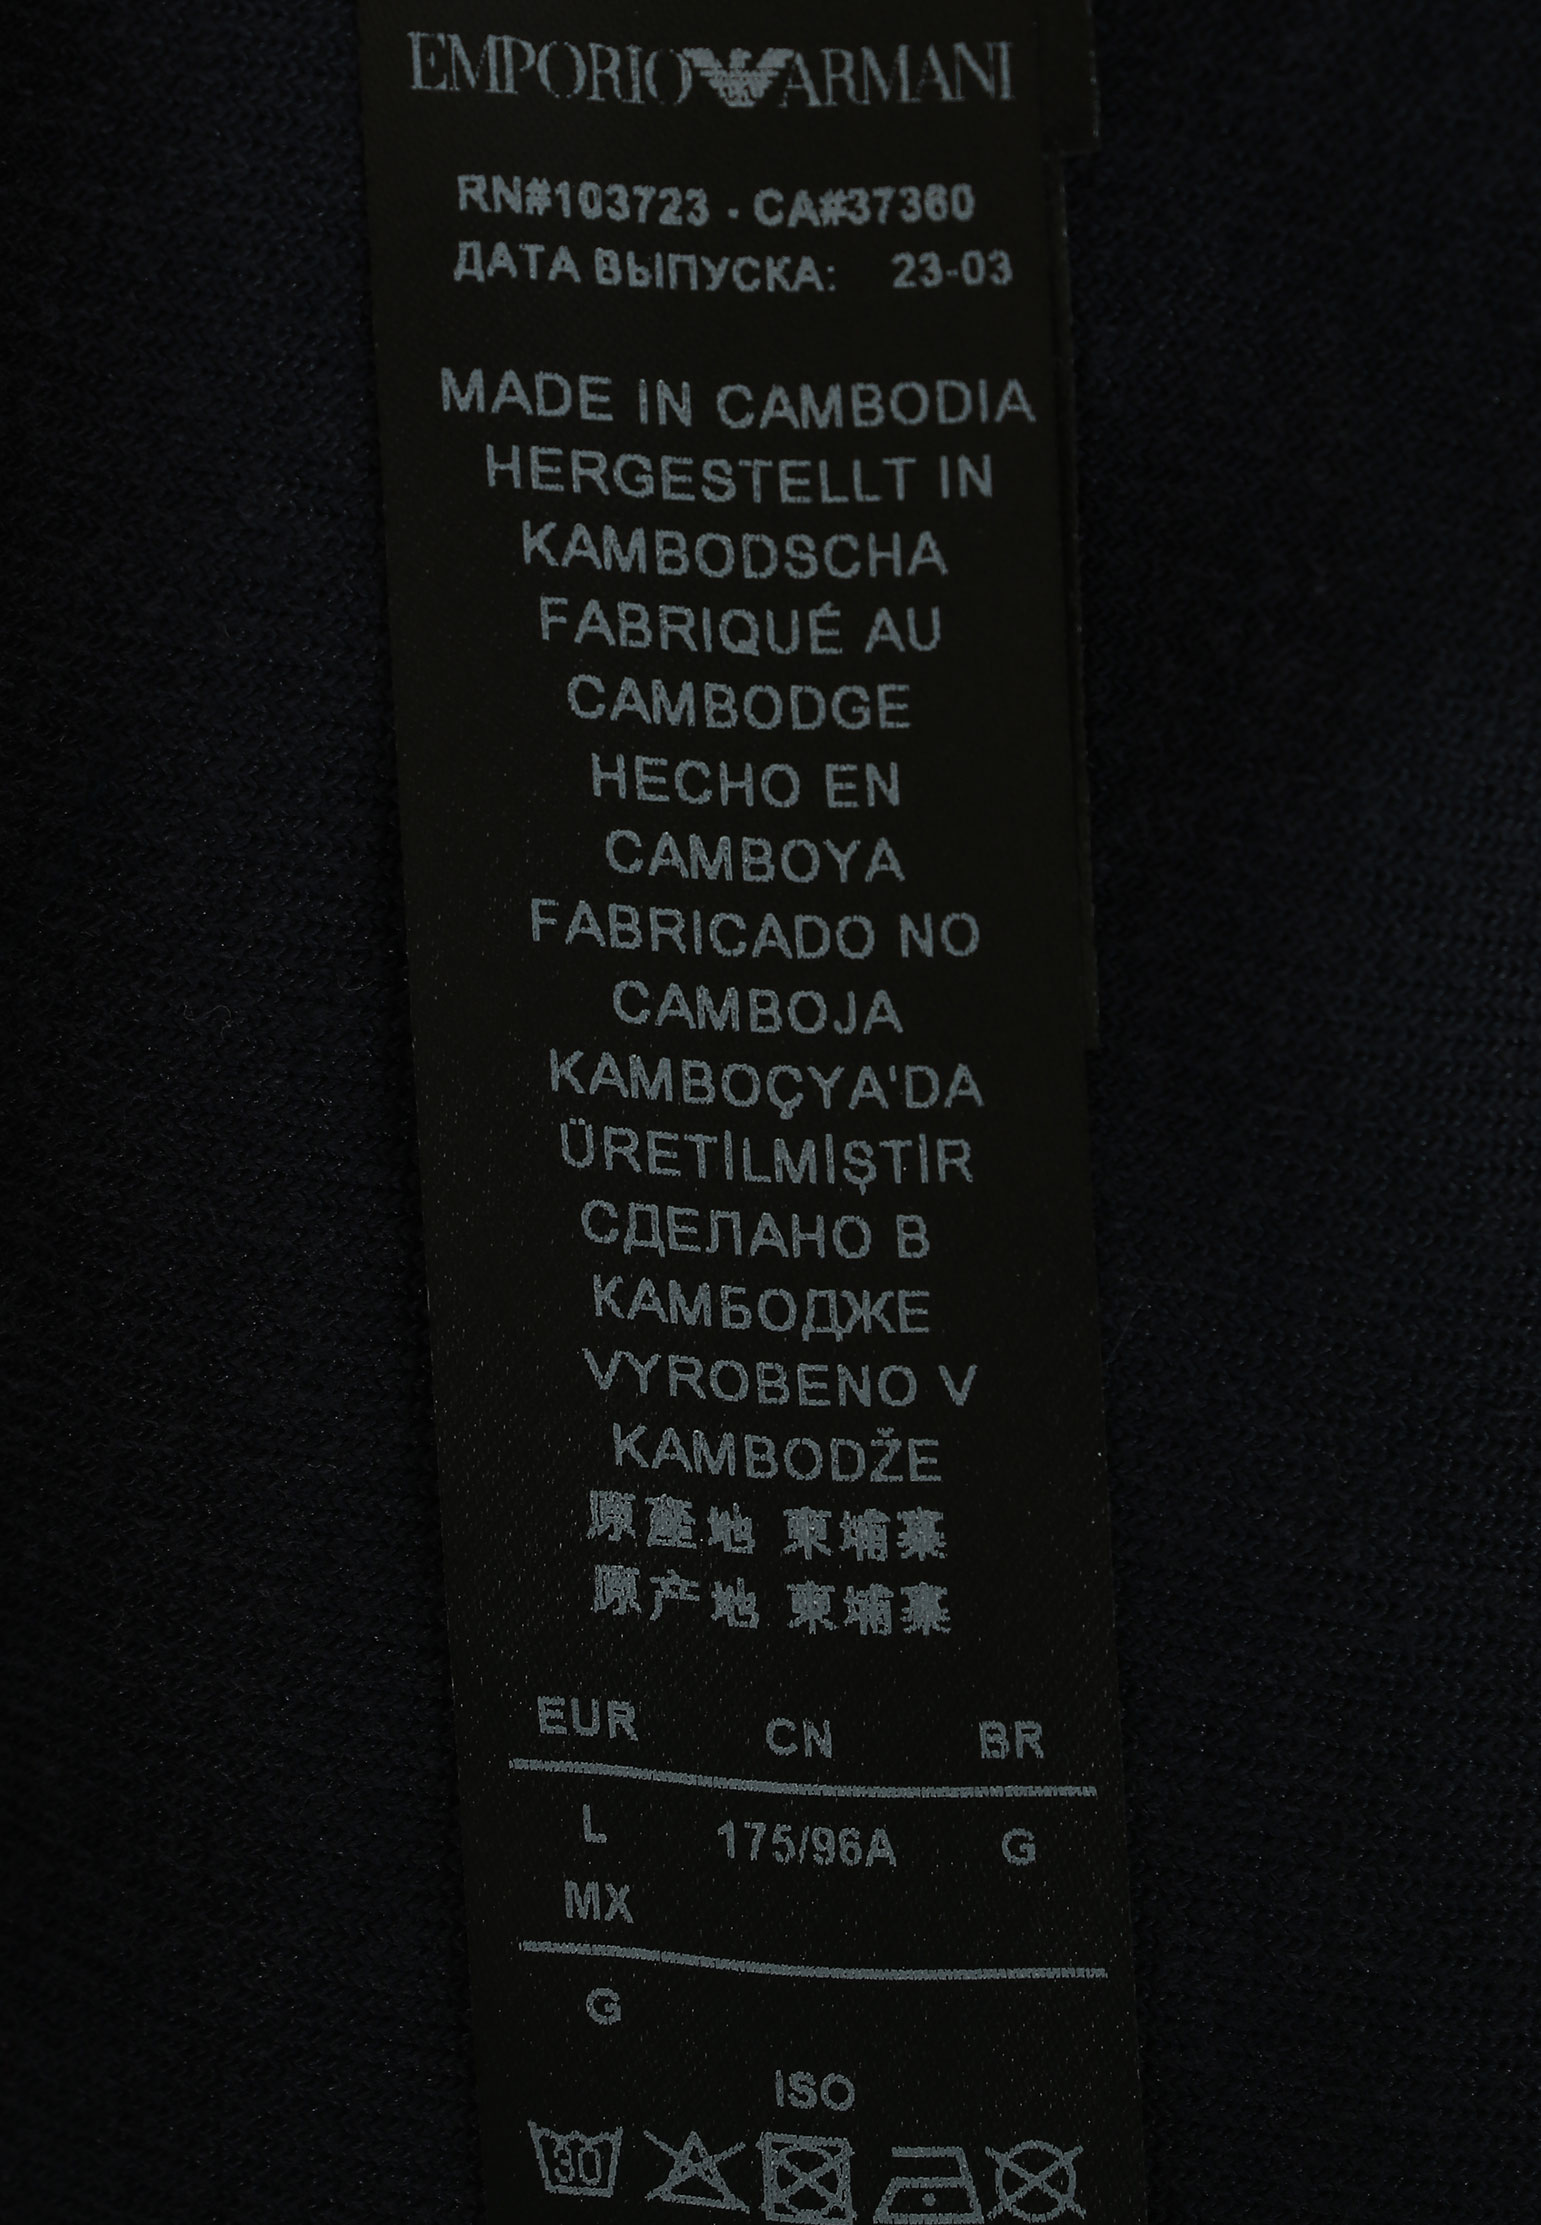 EMPORIO ARMANI
RN#103723 - CA#37360
ДАТА ВЫПУСКА: 23-03
MADE IN CAMBODIA
HERGESTELLT IN
KAMBODSCHA
FABRIQUÉ AU
CAMBODGE
HECHO EN
CAMBOYA
FABRICADO NO
CAMBOJA
KAMBOÇYA'DA
ÜRETİLMİŞTİR
СДЕЛАНО В
КАМБОДЖЕ
VYROBENO V
KAMBODŽE
原產地 東埔寨
原产地 東埔寨
EUR CN BR
L 175/96A G
MX
G
ISO
30